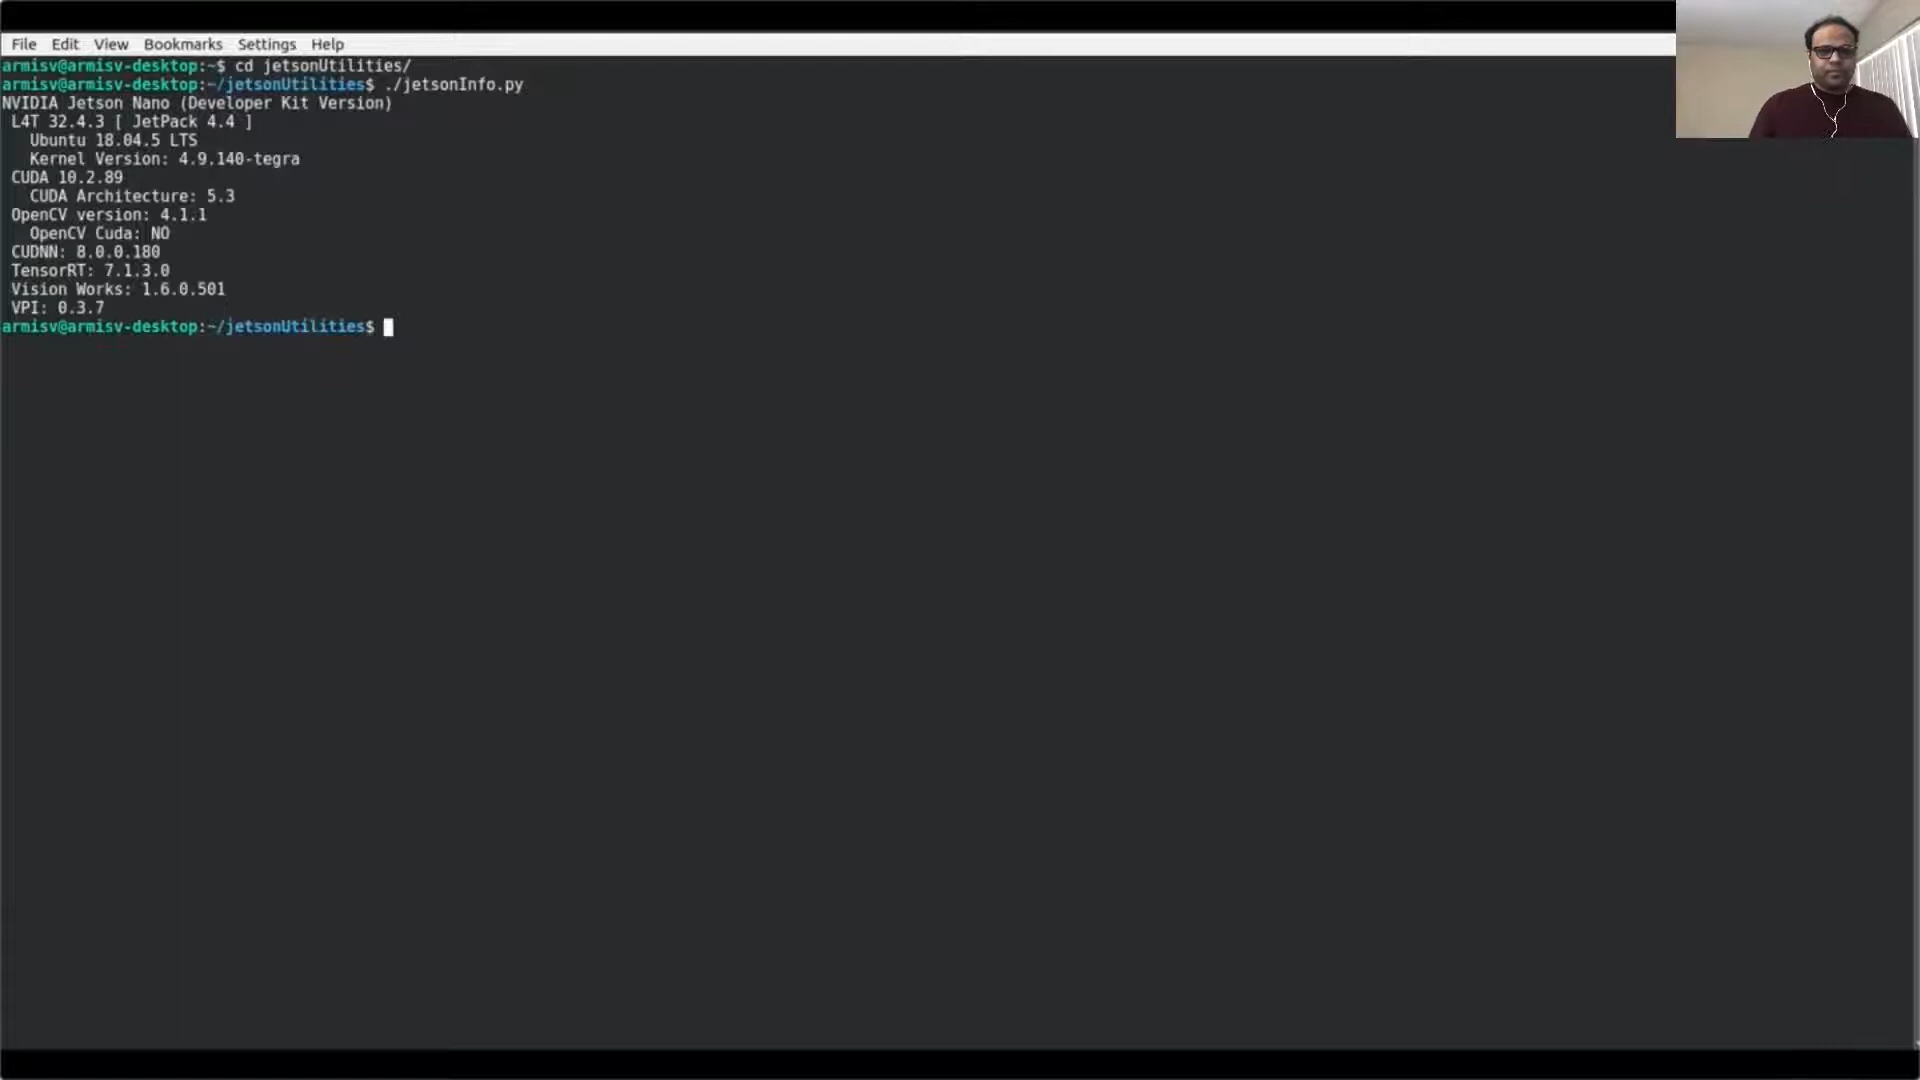 File Edit View Bookmarks Settings Help
armisv@armisv-desktop:~$ cd jetsonUtilities/
armisv@armisv-desktop:~/jetsonUtilities$ ./jetsonInfo.py
NVIDIA Jetson Nano (Developer Kit Version)
L4T 32.4.3 [ JetPack 4.4 ]
Ubuntu 18.04.5 LTS
Kernel Version: 4.9.140-tegra
CUDA 10.2.89
CUDA Architecture: 5.3
OpenCV version: 4.1.1
OpenCV Cuda: NO
CUDNN: 8.0.0.180
TensorRT: 7.1.3.0
Vision Works: 1.6.0.501
VPI: 0.3.7
armisv@armisv-desktop:~/jetsonUtilities$